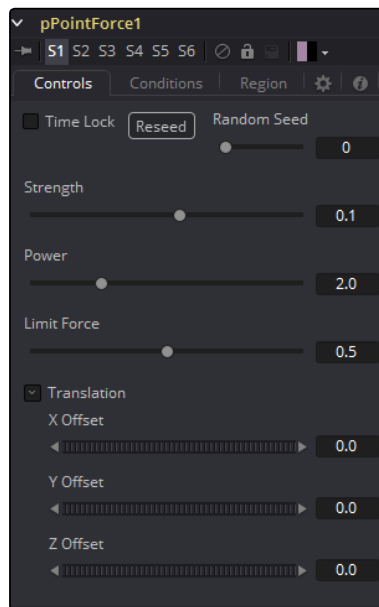 pPointForce1
S1 S2 S3 S4 S5 S6
Controls Conditions Region
Time Lock Reseed Random Seed
0
Strength
0.1
Power
2.0
Limit Force
0.5
Translation
X Offset
0.0
Y Offset
0.0
Z Offset
0.0